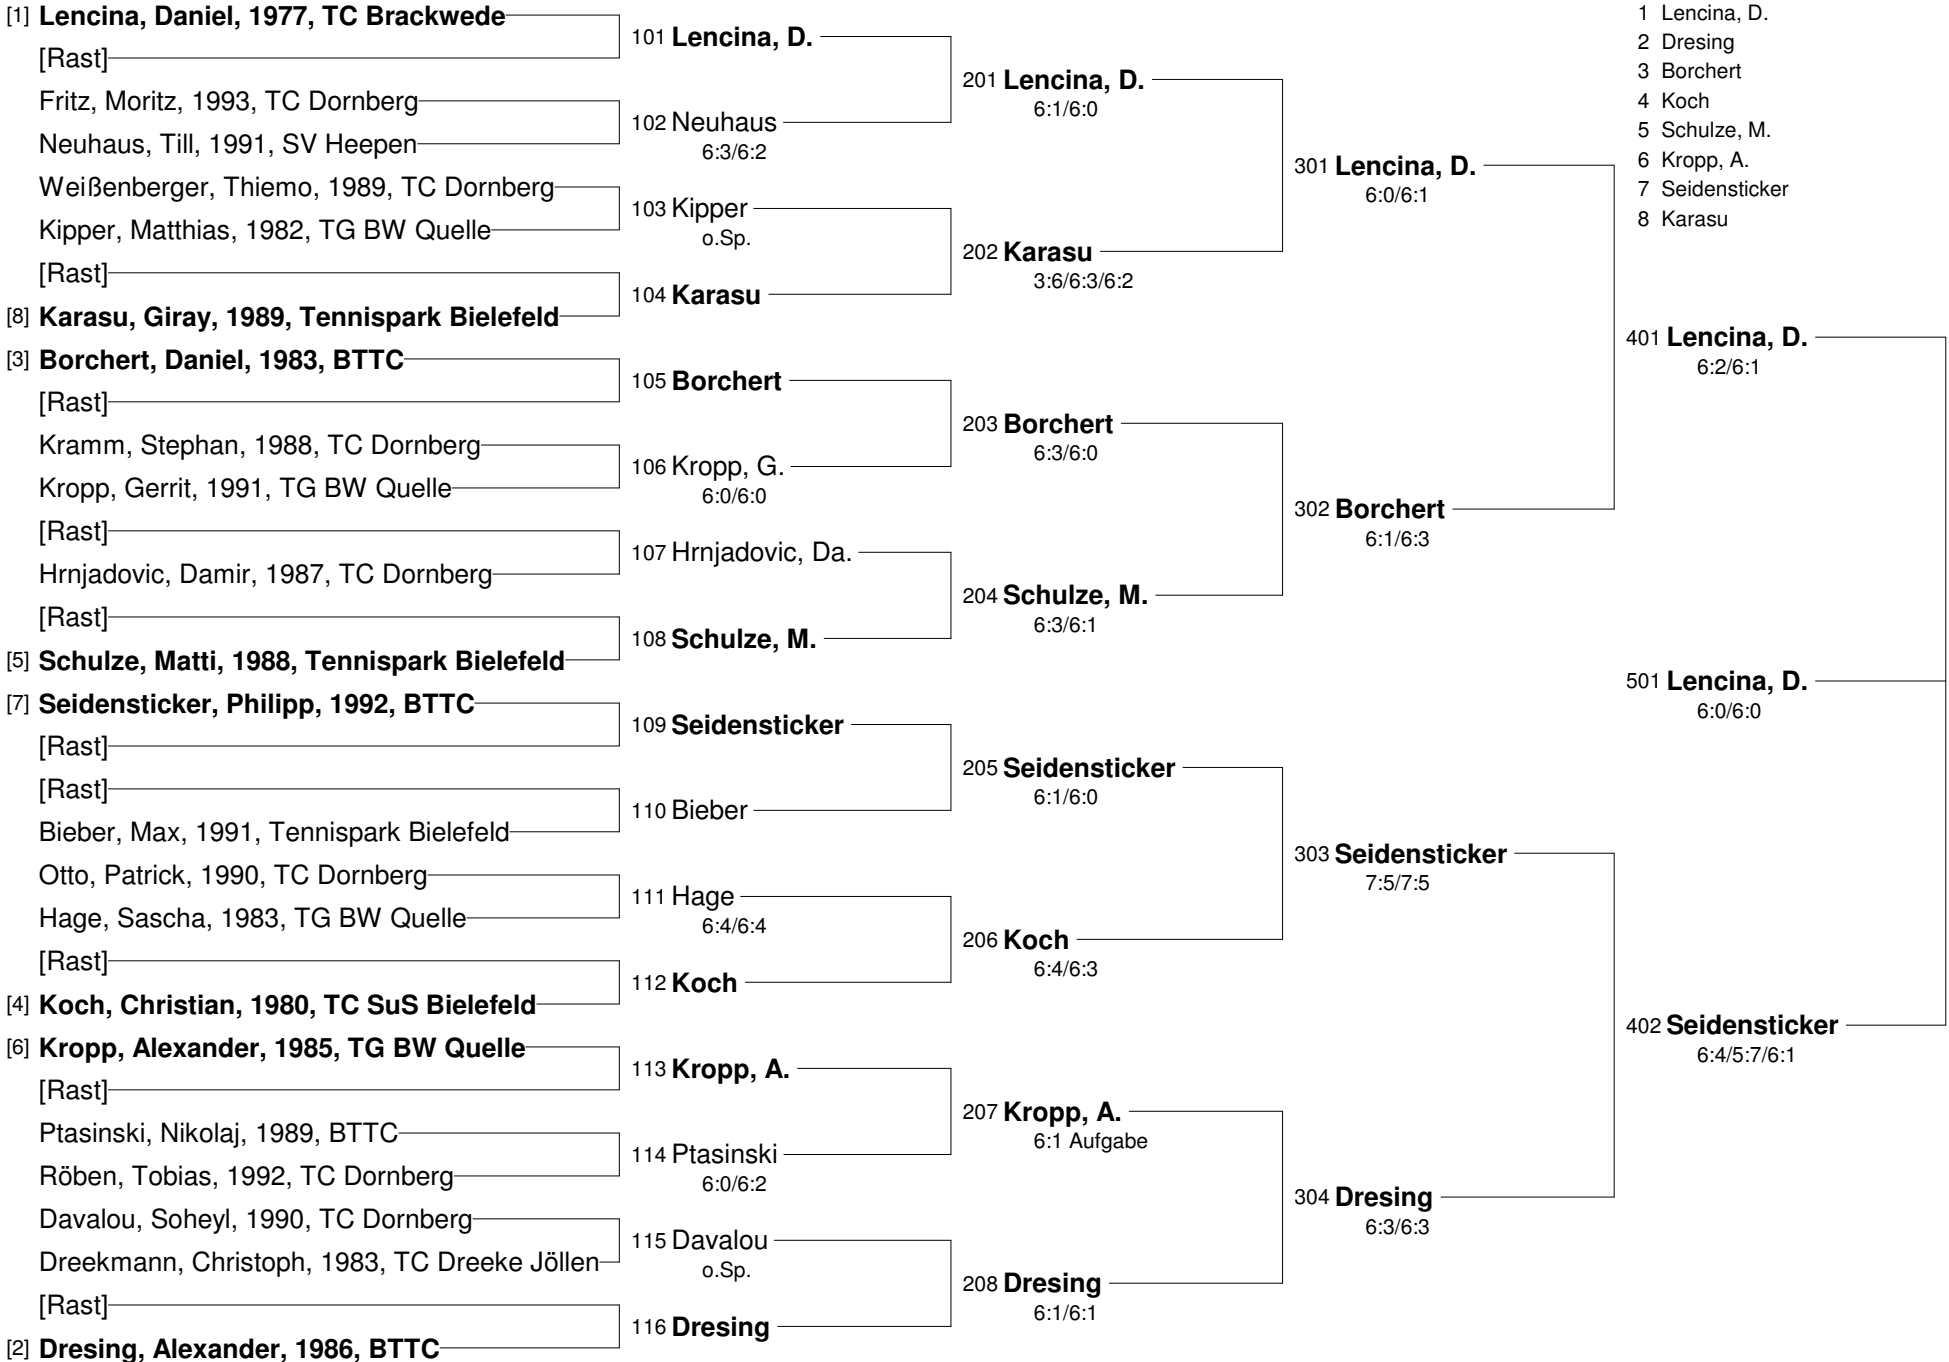 [1] Lencina, Daniel, 1977, TC Brackwede
[Rast]
Fritz, Moritz, 1993, TC Dornberg
Neuhaus, Till, 1991, SV Heepen
Weißenberger, Thiemo, 1989, TC Dornberg
Kipper, Matthias, 1982, TG BW Quelle
[Rast]
[8] Karasu, Giray, 1989, Tennispark Bielefeld
[3] Borchert, Daniel, 1983, BTTC
[Rast]
Kramm, Stephan, 1988, TC Dornberg
Kropp, Gerrit, 1991, TG BW Quelle
[Rast]
Hrnjadovic, Damir, 1987, TC Dornberg
[Rast]
[5] Schulze, Matti, 1988, Tennispark Bielefeld
[7] Seidensticker, Philipp, 1992, BTTC
[Rast]
[Rast]
Bieber, Max, 1991, Tennispark Bielefeld
Otto, Patrick, 1990, TC Dornberg
Hage, Sascha, 1983, TG BW Quelle
[Rast]
[4] Koch, Christian, 1980, TC SuS Bielefeld
[6] Kropp, Alexander, 1985, TG BW Quelle
[Rast]
Ptasinski, Nikolaj, 1989, BTTC
Röben, Tobias, 1992, TC Dornberg
Davalou, Soheyl, 1990, TC Dornberg
Dreekmann, Christoph, 1983, TC Dreeke Jöllen
[Rast]
[2] Dresing, Alexander, 1986, BTTC
101 Lencina, D.
102 Neuhaus
6:3/6:2
103 Kipper
o.Sp.
104 Karasu
105 Borchert
106 Kropp, G.
6:0/6:0
107 Hrnjadovic, Da.
108 Schulze, M.
109 Seidensticker
110 Bieber
111 Hage
6:4/6:4
112 Koch
113 Kropp, A.
114 Ptasinski
6:0/6:2
115 Davalou
o.Sp.
116 Dresing
201 Lencina, D.
6:1/6:0
202 Karasu
3:6/6:3/6:2
203 Borchert
6:3/6:0
204 Schulze, M.
6:3/6:1
205 Seidensticker
6:1/6:0
206 Koch
6:4/6:3
207 Kropp, A.
6:1 Aufgabe
208 Dresing
6:1/6:1
301 Lencina, D.
6:0/6:1
302 Borchert
6:1/6:3
303 Seidensticker
7:5/7:5
304 Dresing
6:3/6:3
1 Lencina, D.
2 Dresing
3 Borchert
4 Koch
5 Schulze, M.
6 Kropp, A.
7 Seidensticker
8 Karasu
401 Lencina, D.
6:2/6:1
501 Lencina, D.
6:0/6:0
402 Seidensticker
6:4/5:7/6:1